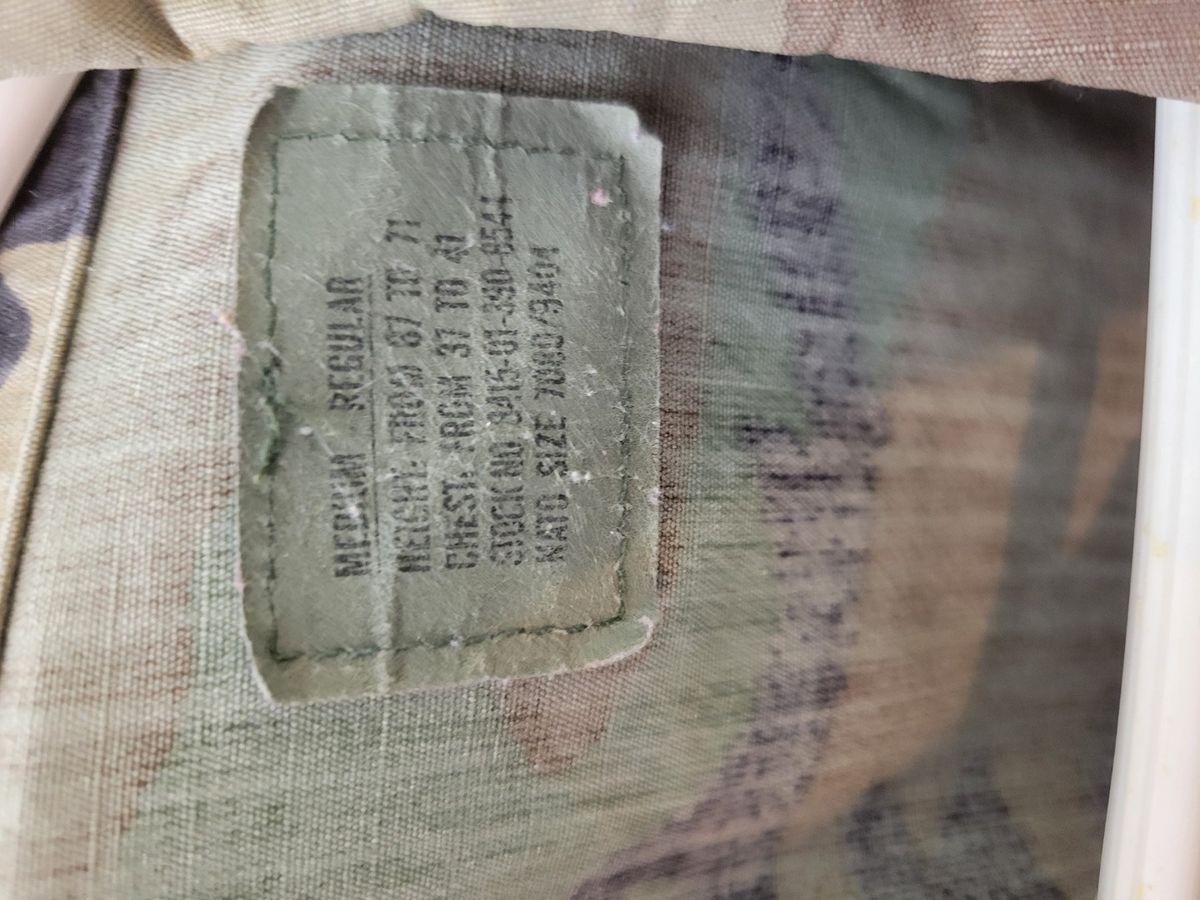 MEDIUM REGULAR
HEIGHT: FROM 67 TO 71
CHEST: FROM 37 TO 41
STOCK NO 8415-01-390-8544
NATO SIZE 7080/9404